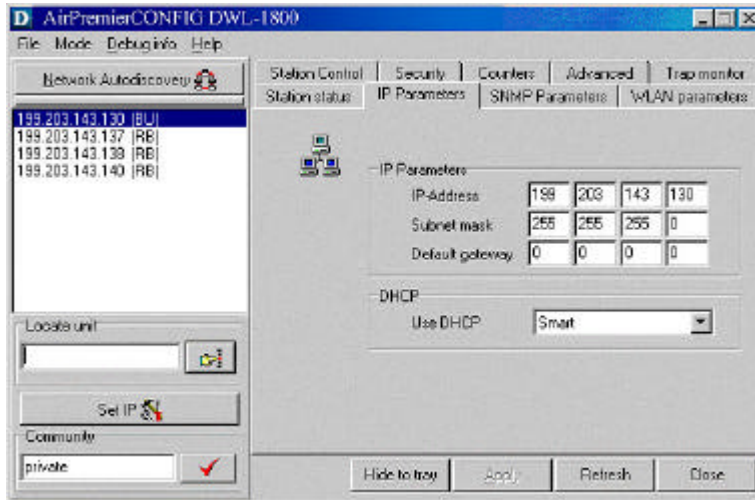 D AirPremierCONFIG DWL-1800
File Mode Debug info Help
Network Autodiscovery
199.203.143.130 |BU|
199.203.143.137 |RB|
199.203.143.138 |RB|
199.203.143.140 |RB|
Locate unit
Set IP
Community
private
Station Control Security Counters Advanced Trap monitor
Station status IP Parameters SNMP Parameters WLAN parameters
IP Parameters
IP-Address 199 203 143 130
Subnet mask 255 255 255 0
Default gateway 0 0 0 0
DHCP
Use DHCP Smart
Hide to tray Apply Refresh Close